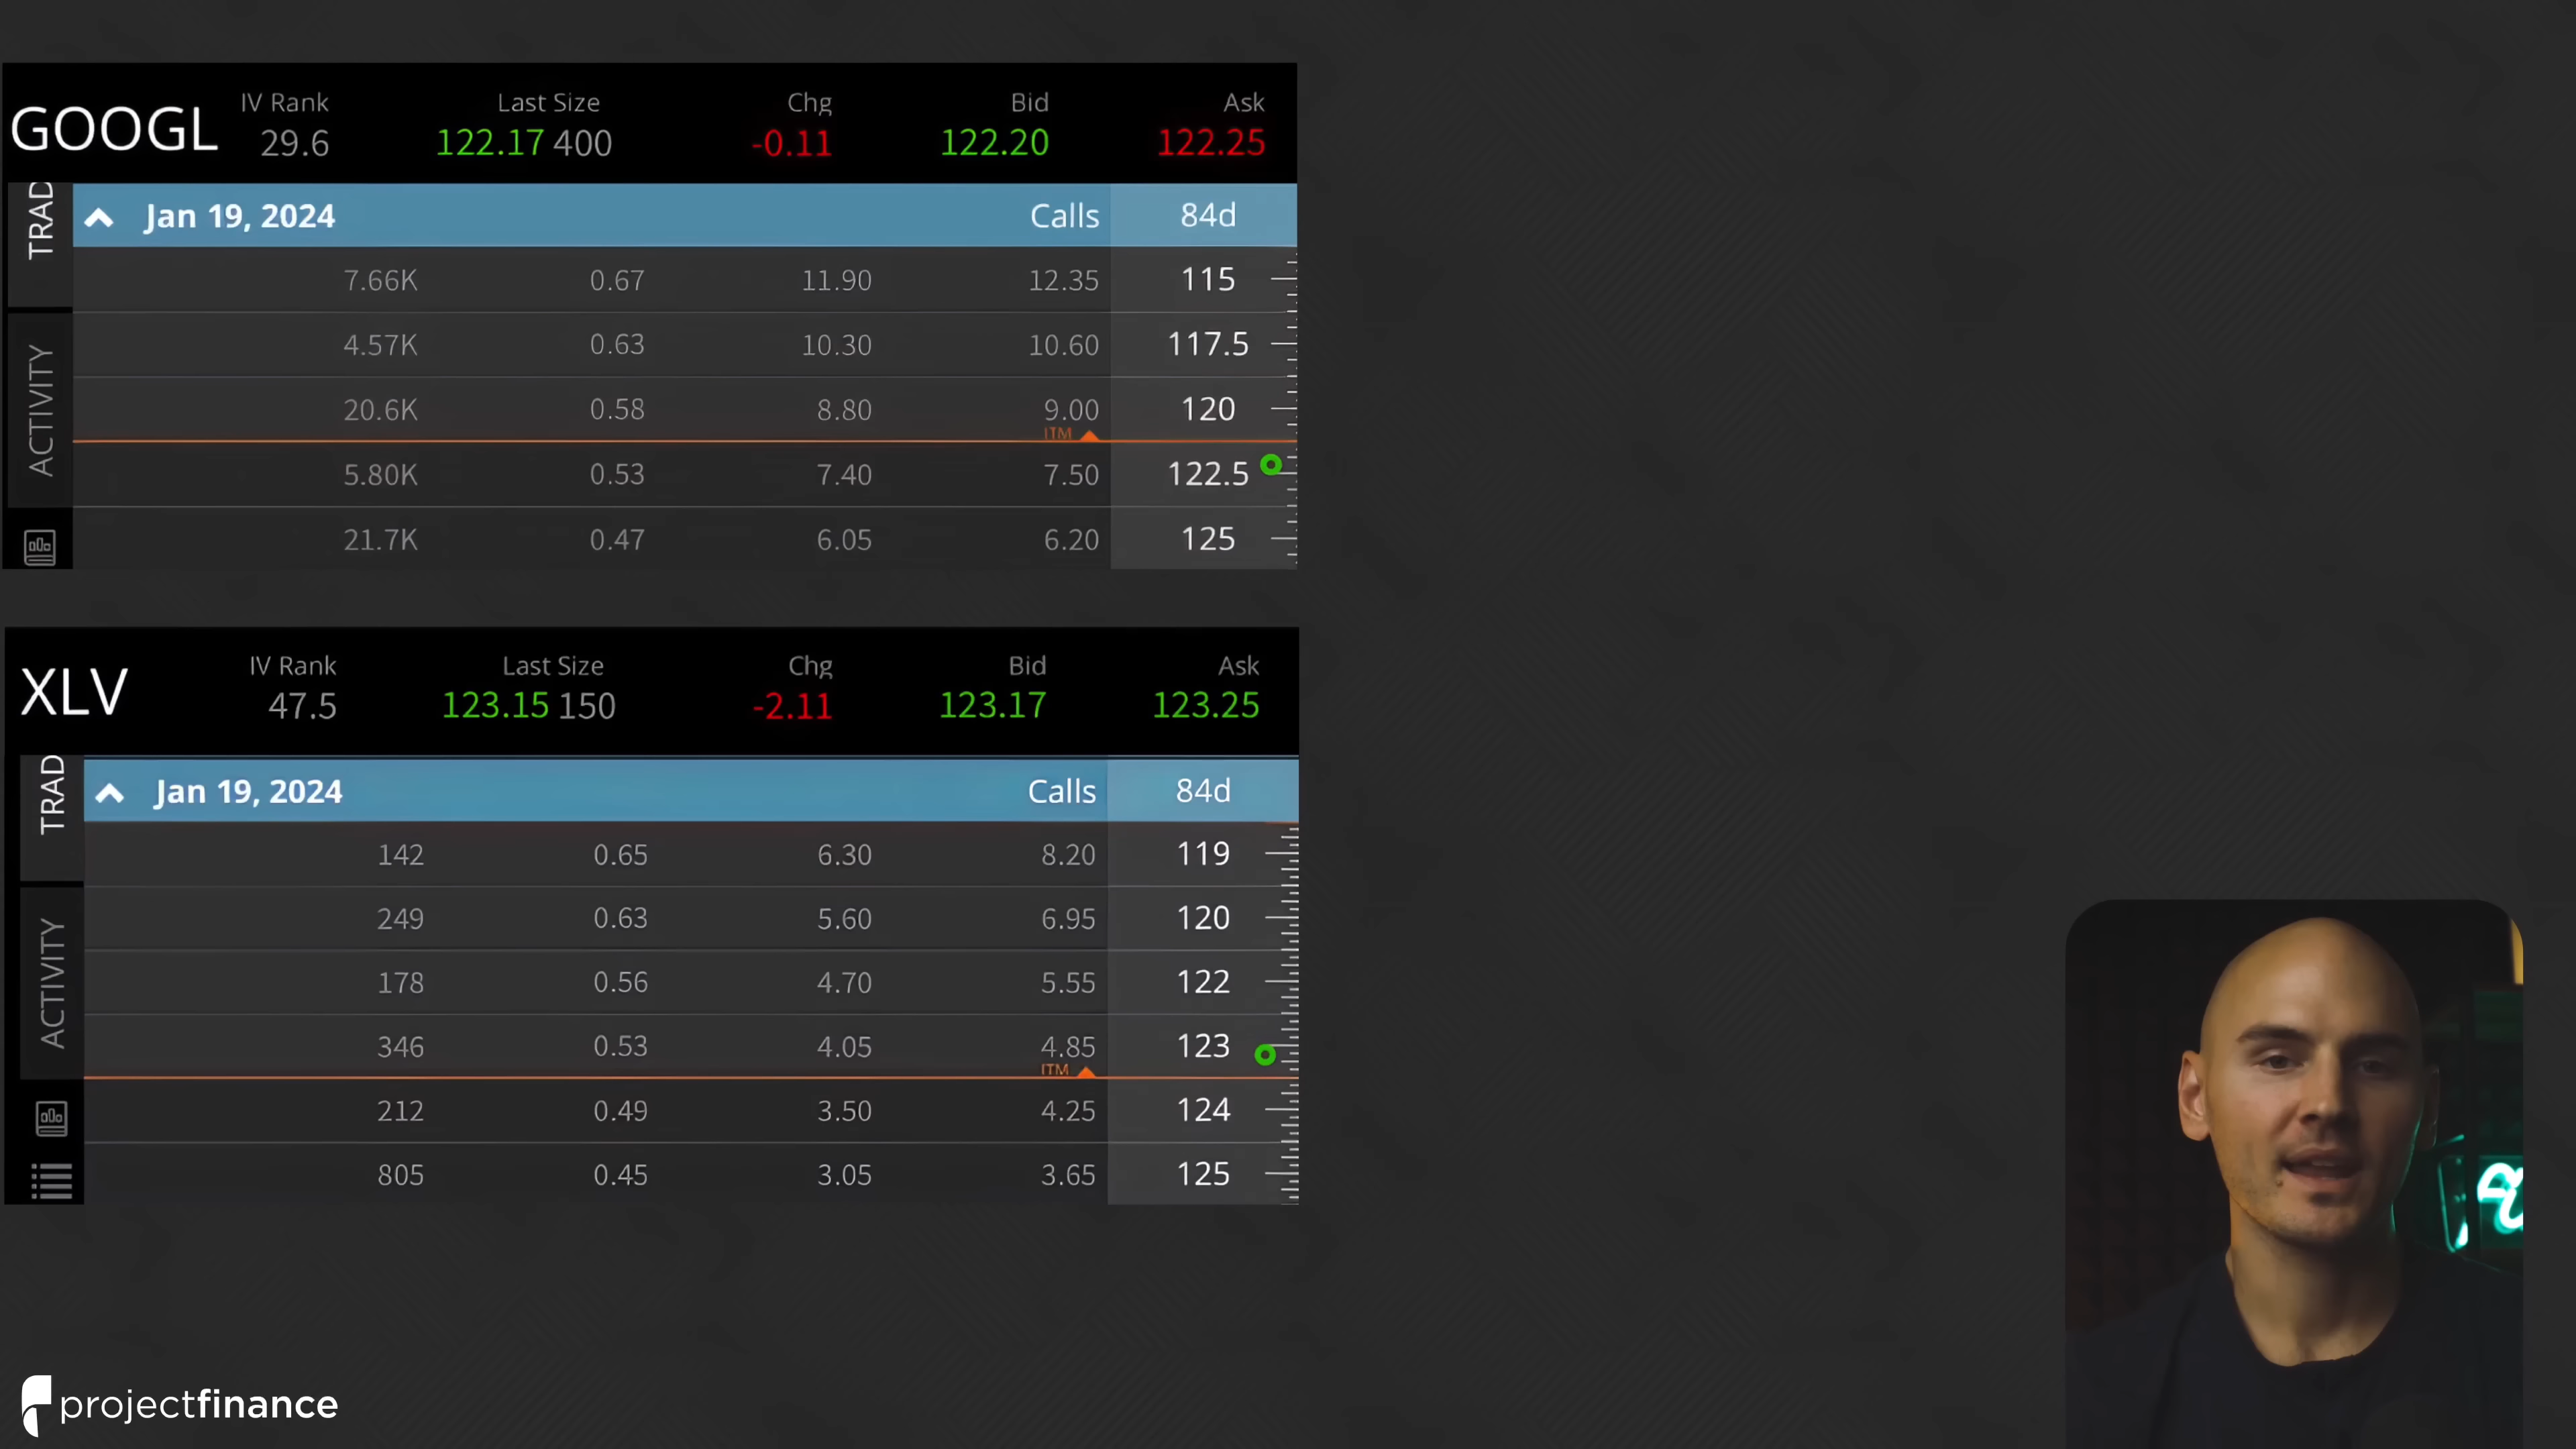 GOOGL IV Rank Last Size Chg Bid Ask
29.6 122.17 400 -0.11 122.20 122.25
TRAD
Jan 19, 2024 Calls 84d
7.66K 0.67 11.90 12.35 115
4.57K 0.63 10.30 10.60 117.5
ACTIVITY
20.6K 0.58 8.80 9.00 120
ITM
5.80K 0.53 7.40 7.50 122.5
21.7K 0.47 6.05 6.20 125
XLV IV Rank Last Size Chg Bid Ask
47.5 123.15 150 -2.11 123.17 123.25
TRAD
Jan 19, 2024 Calls 84d
142 0.65 6.30 8.20 119
249 0.63 5.60 6.95 120
ACTIVITY
178 0.56 4.70 5.55 122
346 0.53 4.05 4.85 123
ITM
212 0.49 3.50 4.25 124
805 0.45 3.05 3.65 125
projectfinance